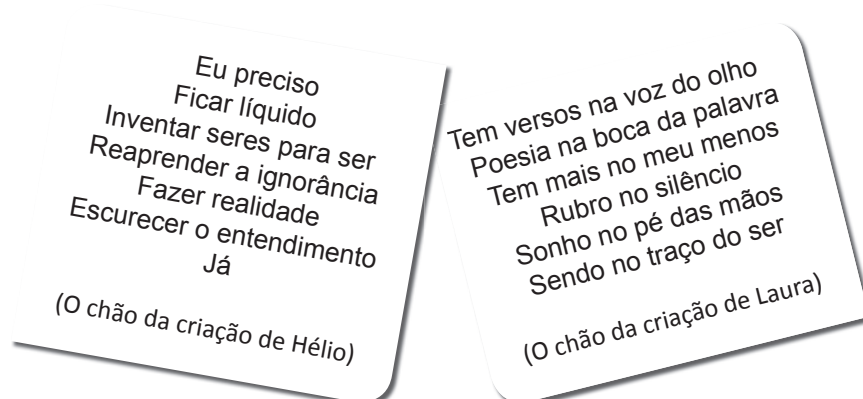 Eu preciso
Ficar líquido
Inventar seres para ser
Reaprender a ignorância
Fazer realidade
Escurecer o entendimento
Já
(O chão da criação de Hélio)
Tem versos na voz do olho
Poesia na boca da palavra
Tem mais no meu menos
Rubro no silêncio
Sonho no pé das mãos
Sendo no traço do ser
(O chão da criação de Laura)